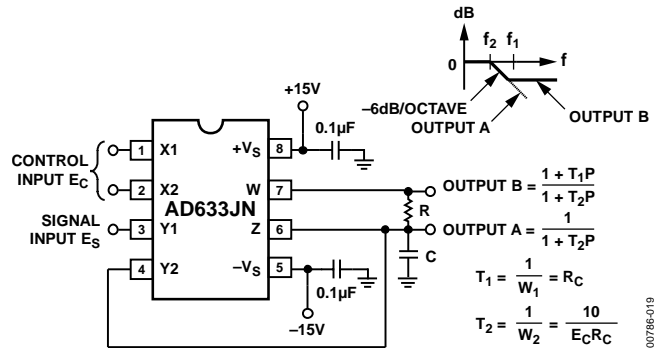 dB
f2 f1
0 f
–6dB/OCTAVE
OUTPUT A
OUTPUT B
+15V
0.1µF
CONTROL
INPUT EC
1 X1 +VS 8
2 X2 W 7
AD633JN
SIGNAL
INPUT ES
3 Y1 Z 6
4 Y2 –VS 5
R
C
0.1µF
–15V
OUTPUT B = 1 + T1P / 1 + T2P
OUTPUT A = 1 / 1 + T2P
T1 = 1 / W1 = RC
T2 = 1 / W2 = 10 / ECRC
00786-019